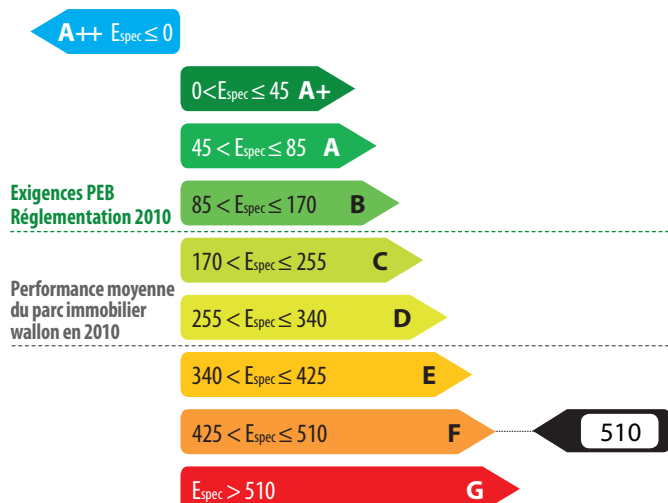 A++ Espec ≤ 0
0<Espec ≤ 45 A+
45 < Espec ≤ 85 A
Exigences PEB
Réglementation 2010
85 < Espec ≤ 170 B
170 < Espec ≤ 255 C
Performance moyenne
du parc immobilier
wallon en 2010
255 < Espec ≤ 340 D
340 < Espec ≤ 425 E
425 < Espec ≤ 510 F
510
Espec > 510 G